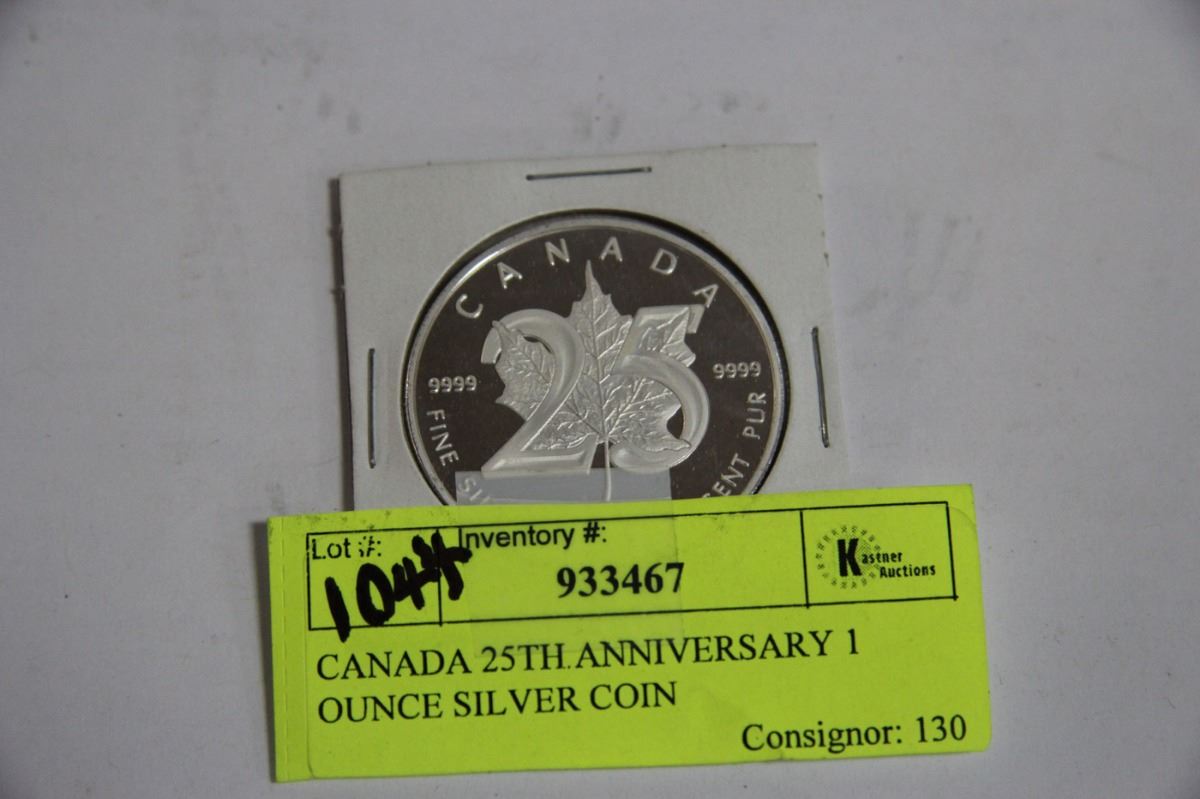 CANADA
25
9999
9999
FINE
PUR
Lot #:
Inventory #:
1044
933467
Kastner
Auctions
CANADA 25TH ANNIVERSARY 1
OUNCE SILVER COIN
Consignor: 130